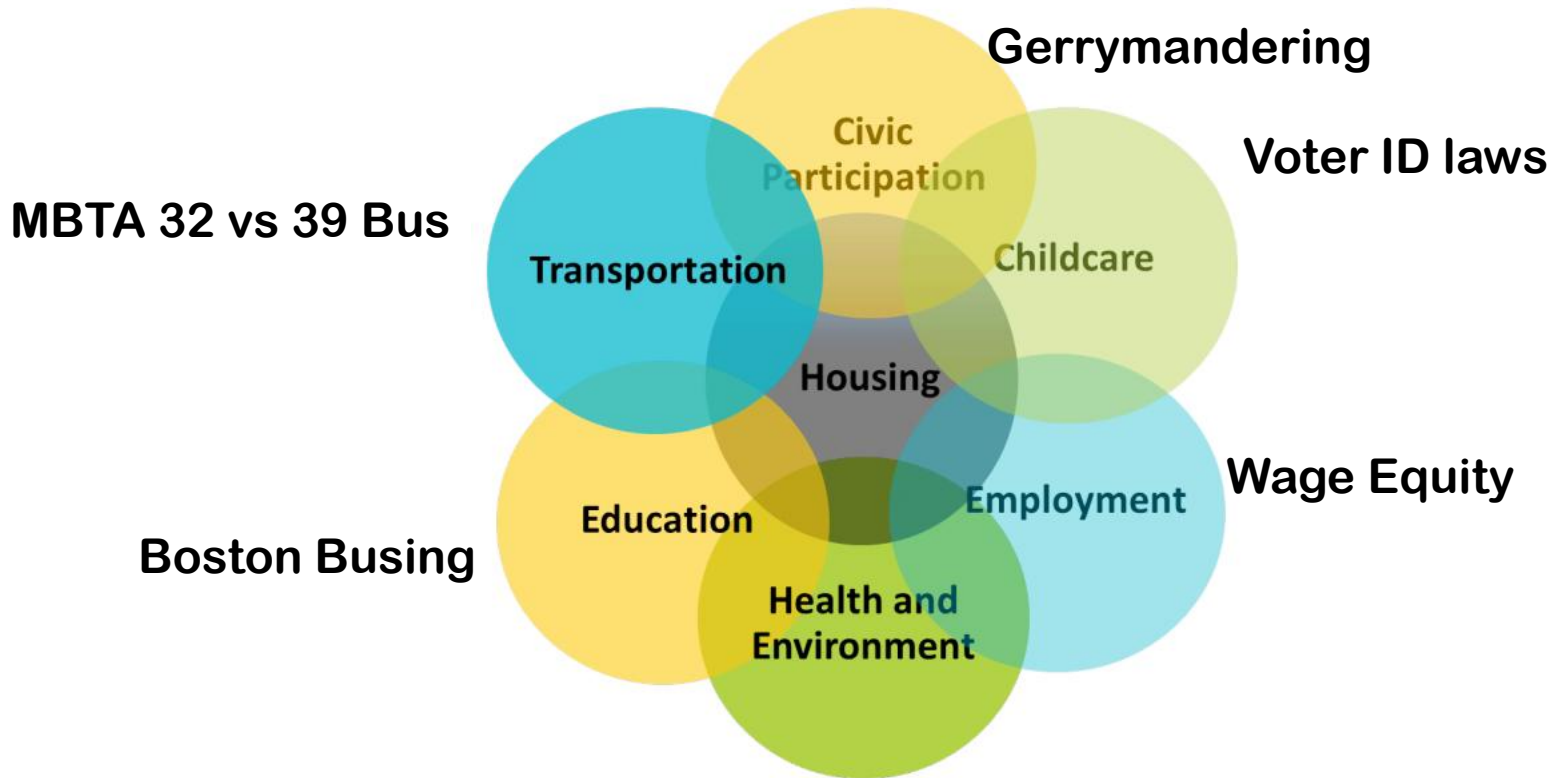 Gerrymandering
Civic
Participation
Voter ID laws
MBTA 32 vs 39 Bus
Transportation
Childcare
Housing
Wage Equity
Employment
Education
Boston Busing
Health and
Environment